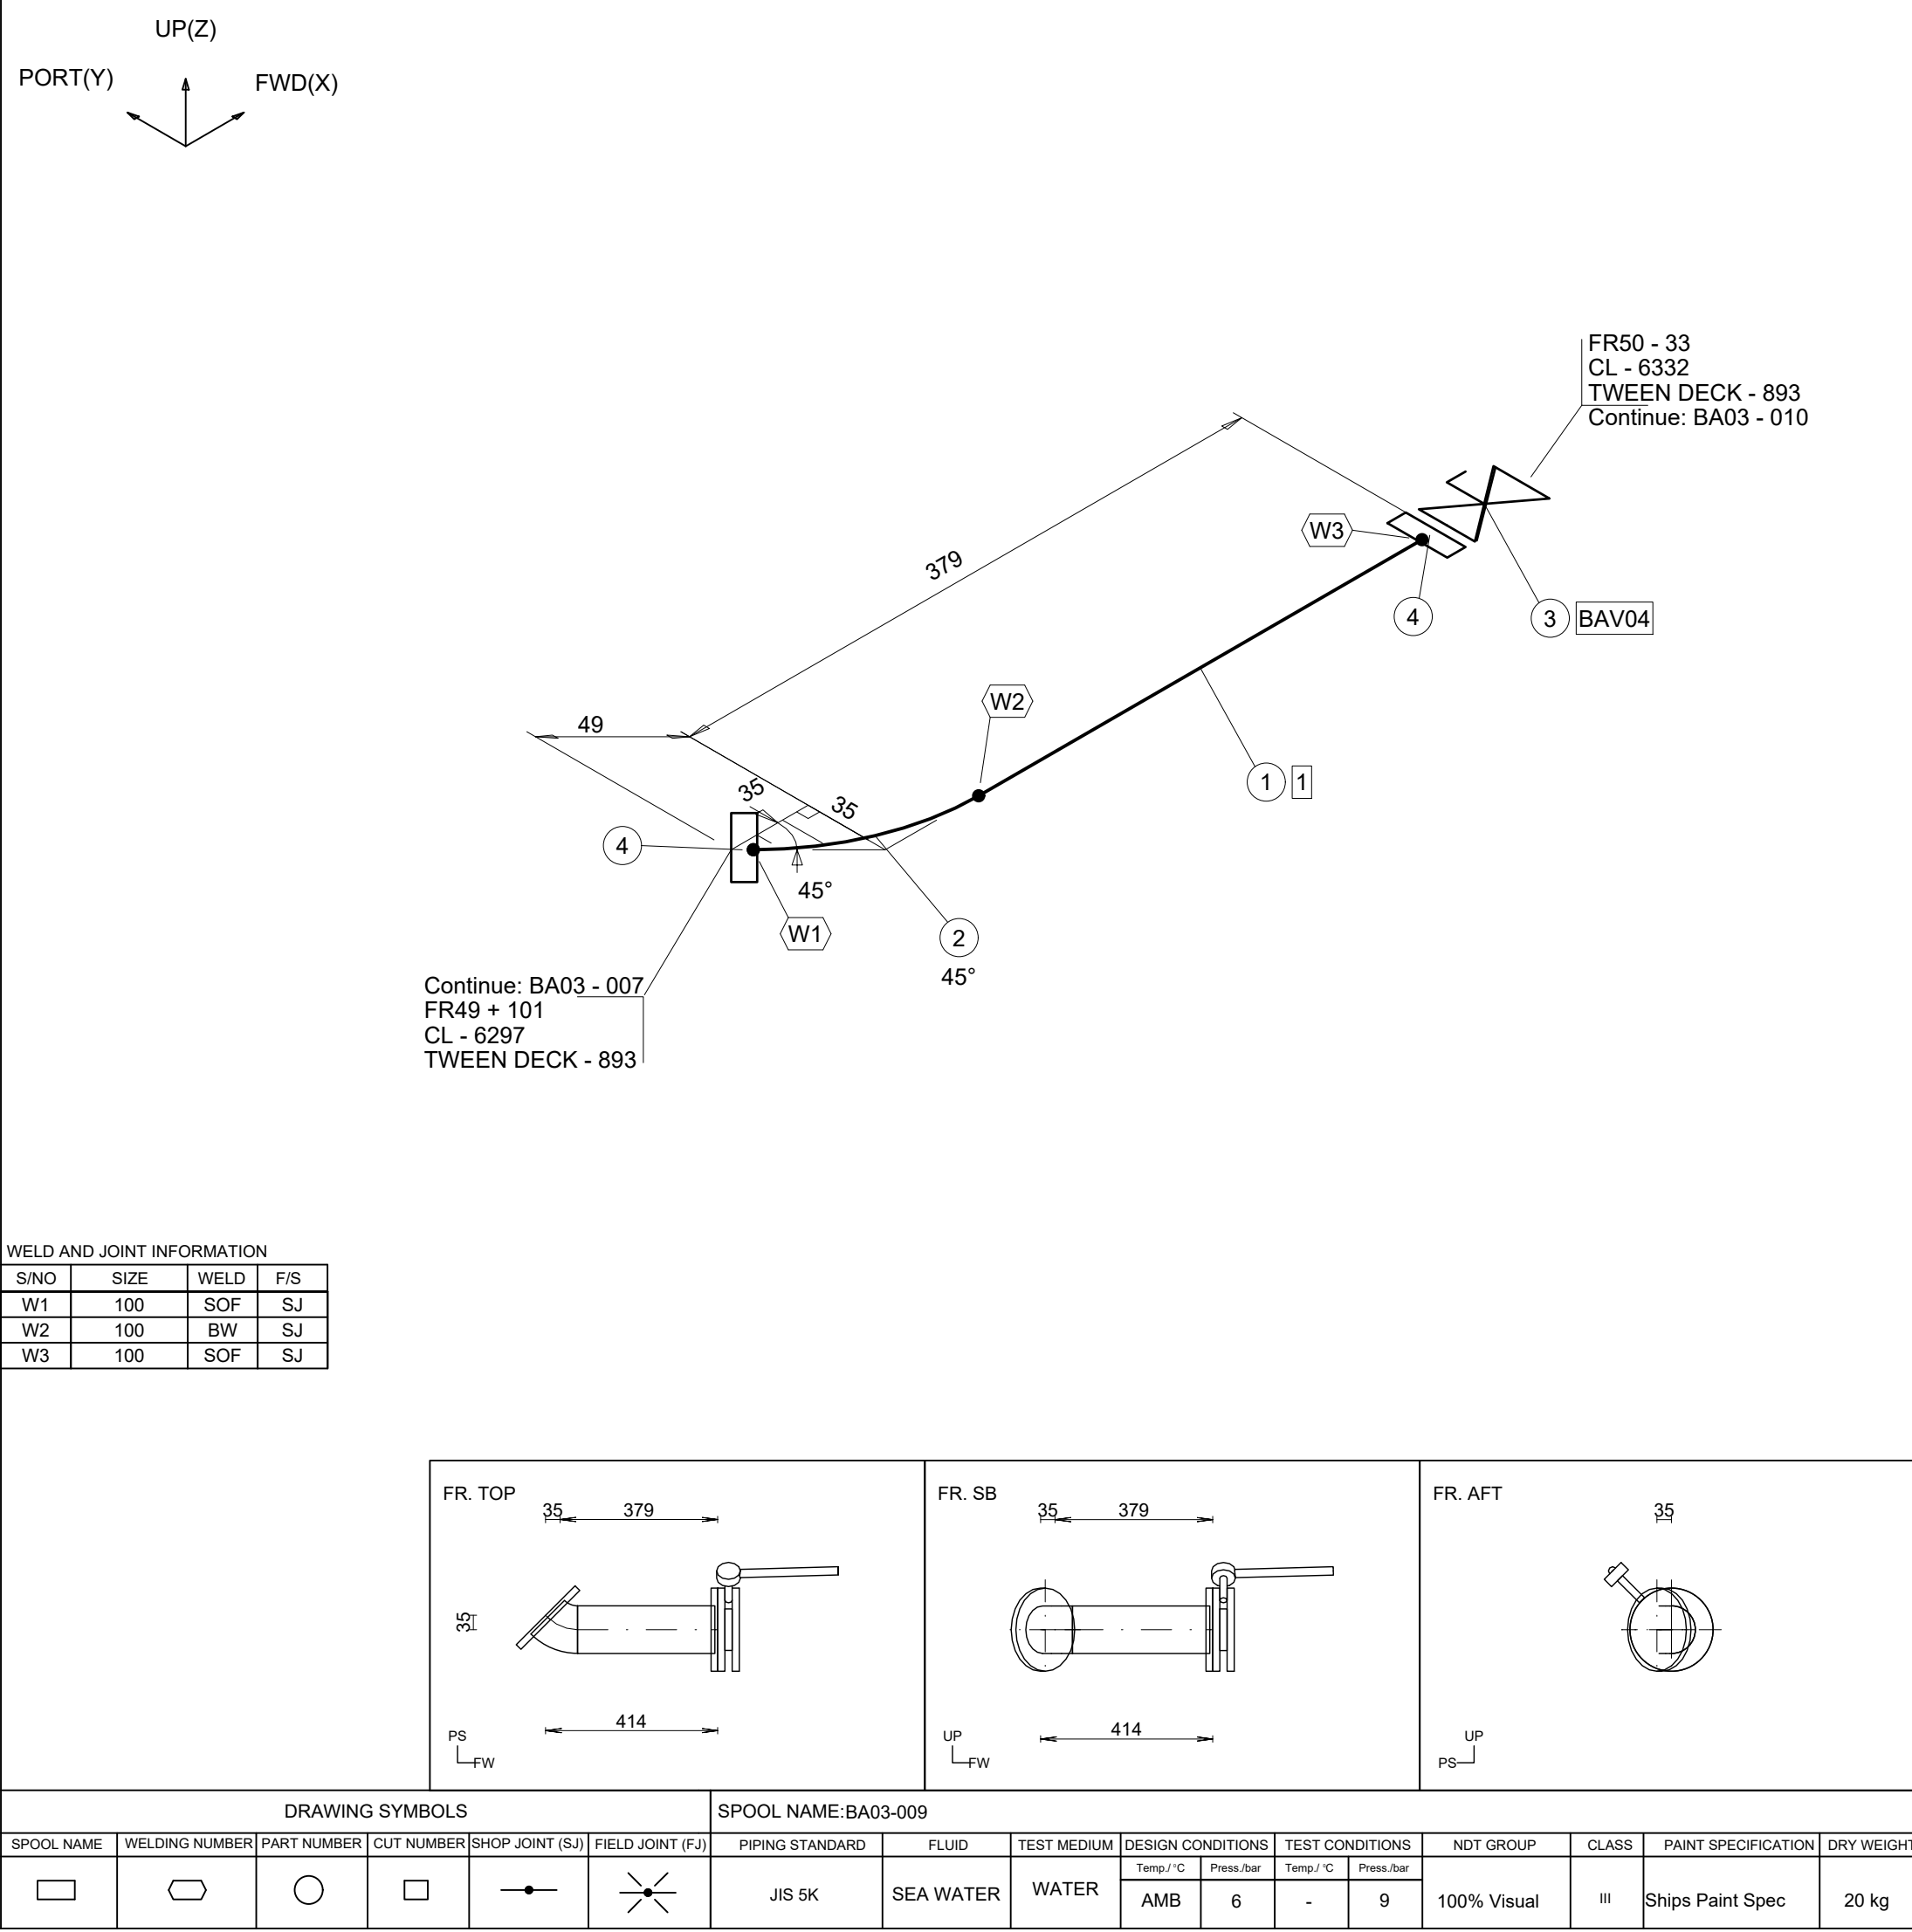 UP(Z)
PORT(Y)
FWD(X)
FR50 - 33
CL - 6332
TWEEN DECK - 893
Continue: BA03 - 010
W3
379
4
3 BAV04
W2
49
1 1
35
35
4
45°
W1
2
45°
Continue: BA03 - 007
FR49 + 101
CL - 6297
TWEEN DECK - 893
WELD AND JOINT INFORMATION
S/NO SIZE WELD F/S
W1 100 SOF SJ
W2 100 BW SJ
W3 100 SOF SJ
FR. TOP
35 379
35
414
PS
FW
FR. SB
35 379
414
UP
FW
FR. AFT
35
UP
PS
DRAWING SYMBOLS
SPOOL NAME WELDING NUMBER PART NUMBER CUT NUMBER SHOP JOINT (SJ) FIELD JOINT (FJ)
SPOOL NAME:BA03-009
PIPING STANDARD FLUID TEST MEDIUM DESIGN CONDITIONS TEST CONDITIONS NDT GROUP CLASS PAINT SPECIFICATION DRY WEIGHT
Temp./ °C Press./bar Temp./ °C Press./bar
JIS 5K SEA WATER WATER AMB 6 - 9 100% Visual III Ships Paint Spec 20 kg